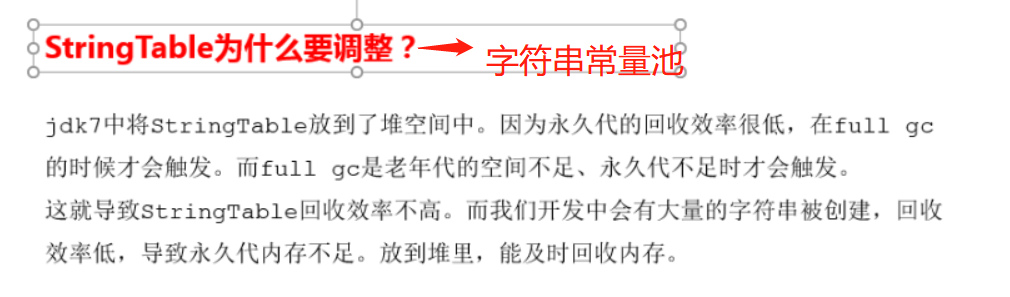 StringTable为什么要调整？
字符串常量池
jdk7中将StringTable放到了堆空间中。因为永久代的回收效率很低，在full gc
的时候才会触发。而full gc是老年代的空间不足、永久代不足时才会触发。
这就导致StringTable回收效率不高。而我们开发中会有大量的字符串被创建，回收
效率低，导致永久代内存不足。放到堆里，能及时回收内存。